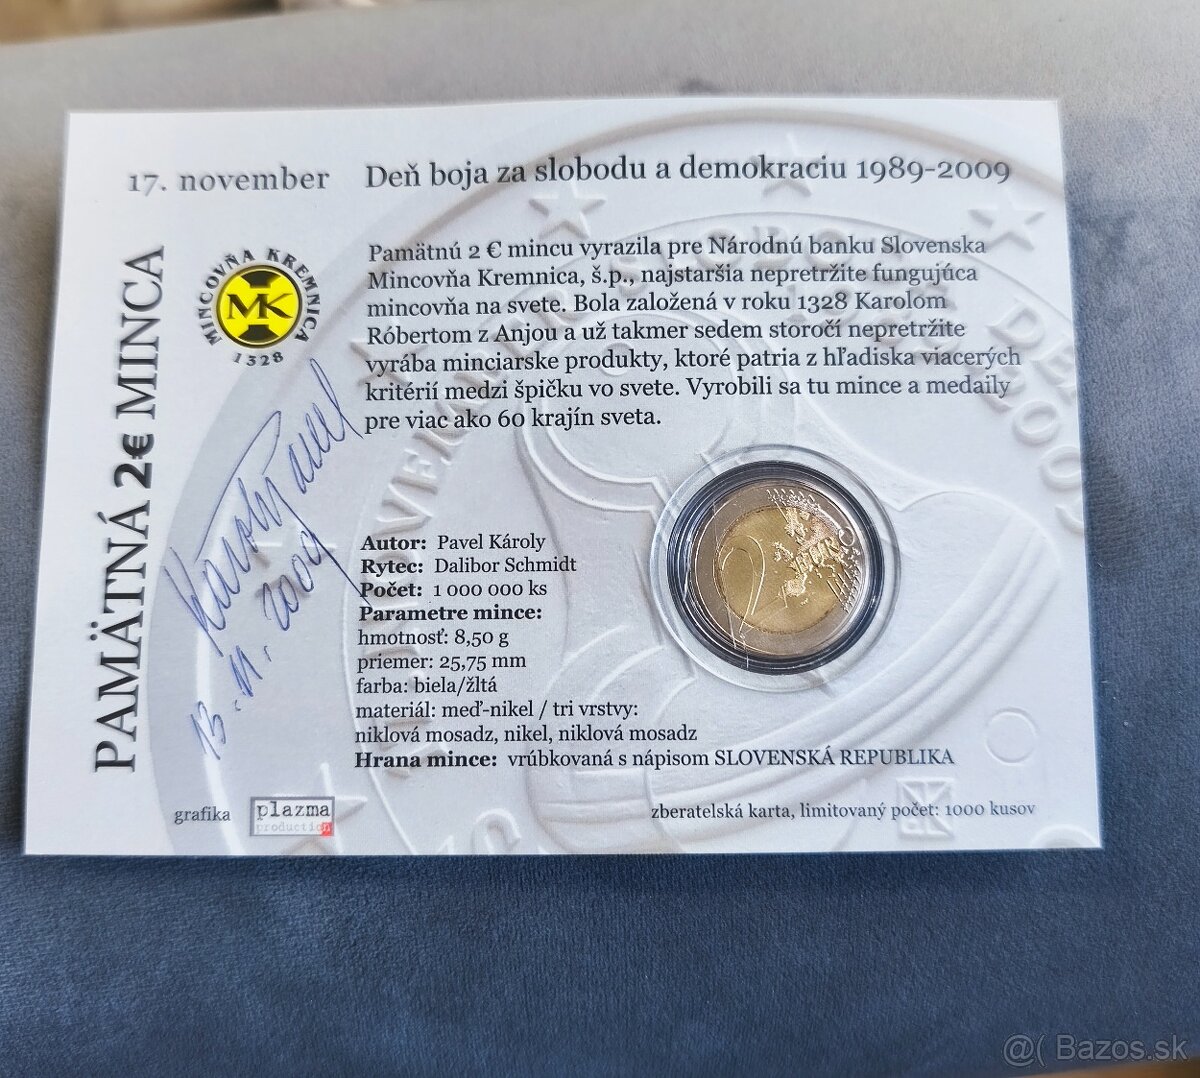 17. november Deň boja za slobodu a demokraciu 1989-2009
PAMÄTNÁ 2€ MINCA
MINCOVŇA KREMNICA
MK
1328
Pamätnú 2 € mincu vyrazila pre Národnú banku Slovenska
Mincovňa Kremnica, š.p., najstaršia nepretržite fungujúca
mincovňa na svete. Bola založená v roku 1328 Karolom
Róbertom z Anjou a už takmer sedem storočí nepretržite
vyrába minciarske produkty, ktoré patria z hľadiska viacerých
kritérií medzi špičku vo svete. Vyrobili sa tu mince a medaily
pre viac ako 60 krajín sveta.
Károly Pavel
13. 11. 2009
Autor: Pavel Károly
Rytec: Dalibor Schmidt
Počet: 1 000 000 ks
Parametre mince:
hmotnosť: 8,50 g
priemer: 25,75 mm
farba: biela/žltá
materiál: meď-nikel / tri vrstvy:
niklová mosadz, nikel, niklová mosadz
Hrana mince: vrúbkovaná s nápisom SLOVENSKÁ REPUBLIKA
2 EURO
grafika plazma
production
zberatelská karta, limitovaný počet: 1000 kusov
@( Bazos.sk